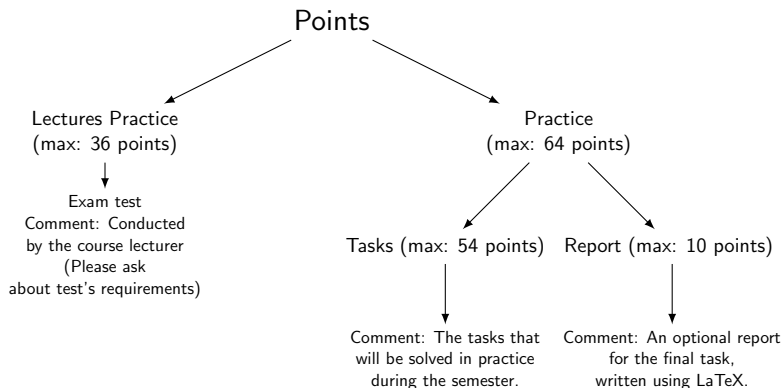 Points
Lectures Practice
(max: 36 points)
Practice
(max: 64 points)
Exam test
Comment: Conducted
by the course lecturer
(Please ask
about test's requirements)
Tasks (max: 54 points)
Report (max: 10 points)
Comment: The tasks that
will be solved in practice
during the semester.
Comment: An optional report
for the final task,
written using LaTeX.